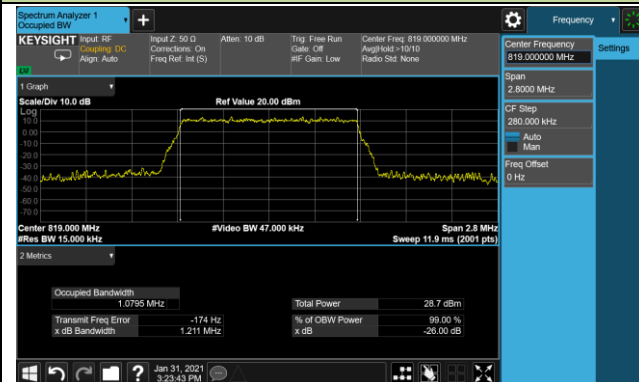 Spectrum Analyzer 1
Occupied BW
Frequency
KEYSIGHT
Input: RF
Coupling: DC
Align: Auto
Input Z: 50 Ω
Corrections: On
Freq Ref: Int (S)
Atten: 10 dB
Trig: Free Run
Gate: Off
#IF Gain: Low
Center Freq: 819.000000 MHz
Avg|Hold:>10/10
Radio Std: None
Center Frequency
819.000000 MHz
Settings
Span
2.8000 MHz
CF Step
280.000 kHz
Auto
Man
Freq Offset
0 Hz
1 Graph
Scale/Div 10.0 dB
Ref Value 20.00 dBm
Log
10.0
0.00
-10.0
-20.0
-30.0
-40.0
-50.0
-60.0
-70.0
Center 819.000 MHz
#Video BW 47.000 kHz
Span 2.8 MHz
#Res BW 15.000 kHz
Sweep 11.9 ms (2001 pts)
2 Metrics
Occupied Bandwidth
1.0795 MHz
Total Power 28.7 dBm
Transmit Freq Error -174 Hz
% of OBW Power 99.00 %
x dB Bandwidth 1.211 MHz
x dB -26.00 dB
Jan 31, 2021
3:23:43 PM